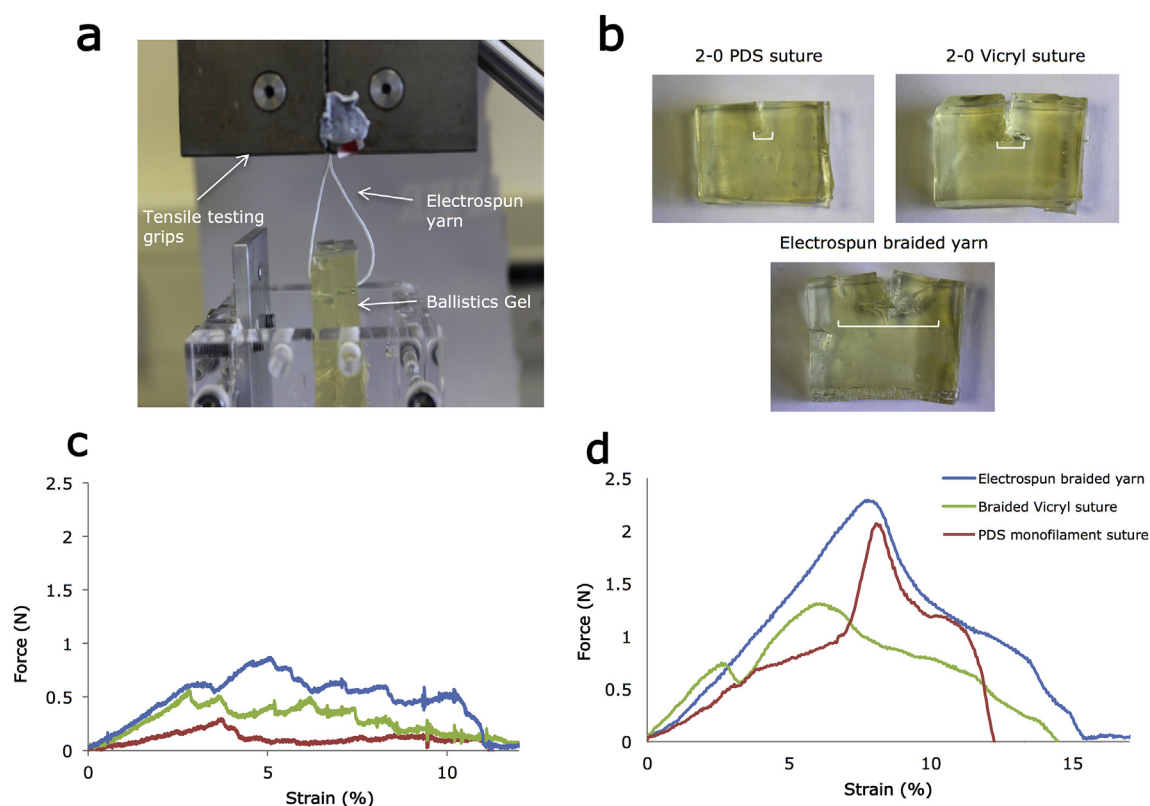 a
Tensile testing
grips
Electrospun
yarn
Ballistics Gel
b
2-0 PDS suture
2-0 Vicryl suture
Electrospun braided yarn
c
2.5
2
1.5
1
0.5
0
0
5
10
Force (N)
Strain (%)
d
2.5
2
1.5
1
0.5
0
0
5
10
15
Force (N)
Strain (%)
Electrospun braided yarn
Braided Vicryl suture
PDS monofilament suture